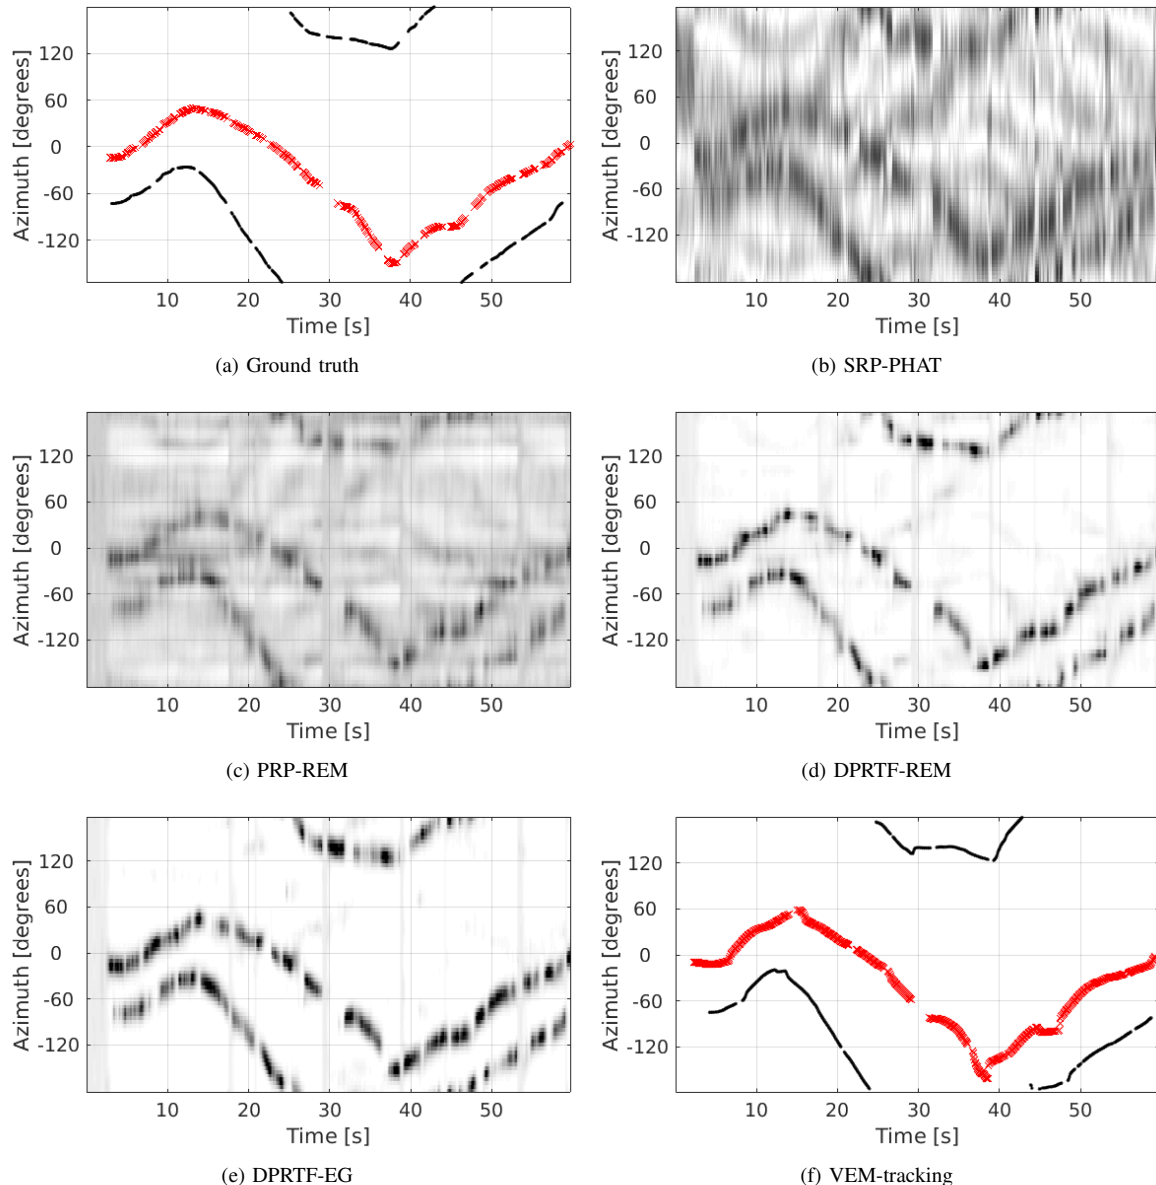 120
60
0
-60
-120
Azimuth [degrees]
10 20 30 40 50
Time [s]
(a) Ground truth
120
60
0
-60
-120
Azimuth [degrees]
10 20 30 40 50
Time [s]
(b) SRP-PHAT
120
60
0
-60
-120
Azimuth [degrees]
10 20 30 40 50
Time [s]
(c) PRP-REM
120
60
0
-60
-120
Azimuth [degrees]
10 20 30 40 50
Time [s]
(d) DPRTF-REM
120
60
0
-60
-120
Azimuth [degrees]
10 20 30 40 50
Time [s]
(e) DPRTF-EG
120
60
0
-60
-120
Azimuth [degrees]
10 20 30 40 50
Time [s]
(f) VEM-tracking